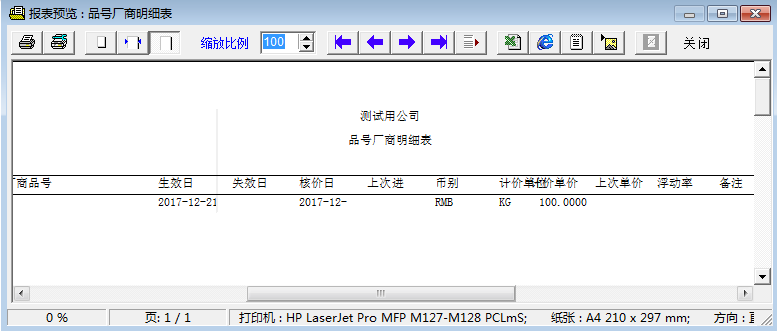 报表预览：品号厂商明细表
缩放比例 100 关闭
测试用公司
品号厂商明细表
商品号 生效日 失效日 核价日 上次进 币别 计价单位 价单价 上次单价 浮动率 备注
2017-12-21 2017-12- RMB KG 100.0000
0 % 页: 1 / 1 打印机 : HP LaserJet Pro MFP M127-M128 PCLmS; 纸张 : A4 210 x 297 mm; 方向 :